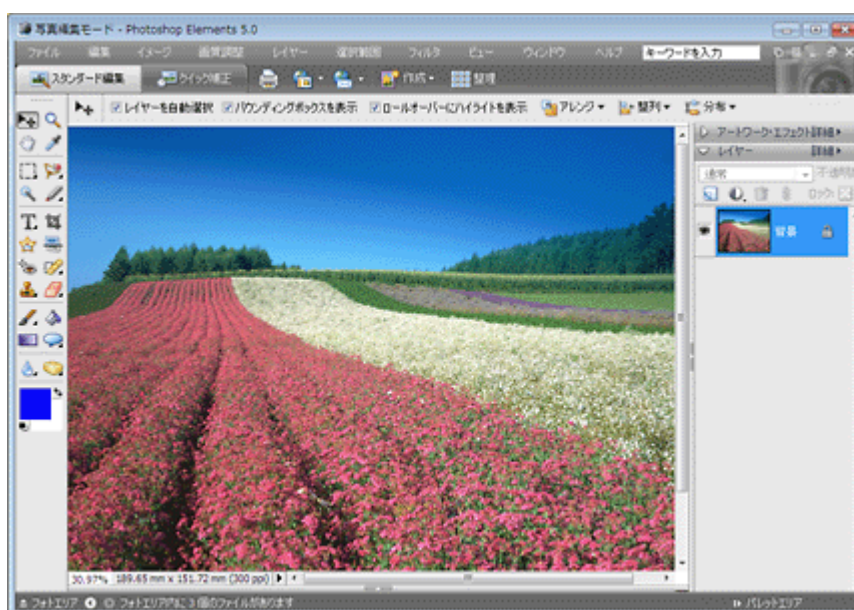 写真編集モード - Photoshop Elements 5.0
ファイル 編集 イメージ 画質調整 レイヤー 選択範囲 フィルタ ビュー ウィンドウ ヘルプ キーワードを入力
スタンダード編集 クイック補正 作成 整理
レイヤーを自動選択 バウンディングボックスを表示 ロールオーバーにハイライトを表示 アレンジ 整列 分布
アートワーク・エフェクト 詳細
レイヤー 詳細
通常 不透明
ロック:
背景
30.97% 189.65 mm x 151.72 mm (300 ppi)
フォトエリア フォトエリア内に 3 個のファイルがあります パレットエリア